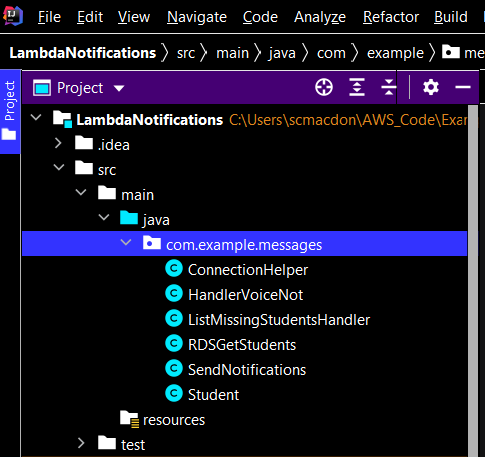 File Edit View Navigate Code Analyze Refactor Build
LambdaNotifications src main java com example me
Project
Project
LambdaNotifications C:\Users\scmacdon\AWS_Code\Exam
.idea
src
main
java
com.example.messages
ConnectionHelper
HandlerVoiceNot
ListMissingStudentsHandler
RDSGetStudents
SendNotifications
Student
resources
test